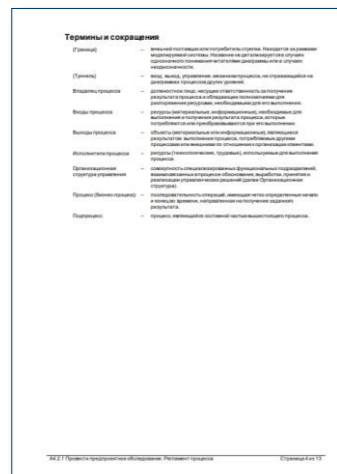 Термины и сокращения
(Граница) – внешний поставщик или потребитель стрелки. Находится за рамками
моделируемой системы. Название не детализируется в случаях
однозначного понимания читателями диаграммы или в случаях
неоднозначности.
(Туннель) – вход, выход, управление, механизм процесса, не отражающийся на
диаграммах процессов других уровней.
Владелец процесса – должностное лицо, несущее ответственность за получение
результата процесса и обладающее полномочиями для
распоряжения ресурсами, необходимыми для его выполнения.
Входы процесса – ресурсы (материальные, информационные), необходимые для
выполнения и получения результата процесса, которые
потребляются или преобразовываются при его выполнении.
Выходы процесса – объекты (материальные или информационные), являющиеся
результатом выполнения процесса, потребляемые другими
процессами или внешними по отношению к организации клиентами.
Исполнители процесса – ресурсы (технологические, трудовые), используемые для выполнения
процесса.
Организационная – совокупность специализированных функциональных подразделений,
структура управления взаимосвязанных в процессе обоснования, выработки, принятия и
реализации управленческих решений (далее Организационная
структура).
Процесс (бизнес-процесс) – последовательность операций, имеющая четко определенные начало
и конец во времени, направленная на получение заданного
результата.
Подпроцесс – процесс, являющийся составной частью вышестоящего процесса.
A4.2.1 Провести предпроектное обследование. Регламент процесса Страница 4 из 13